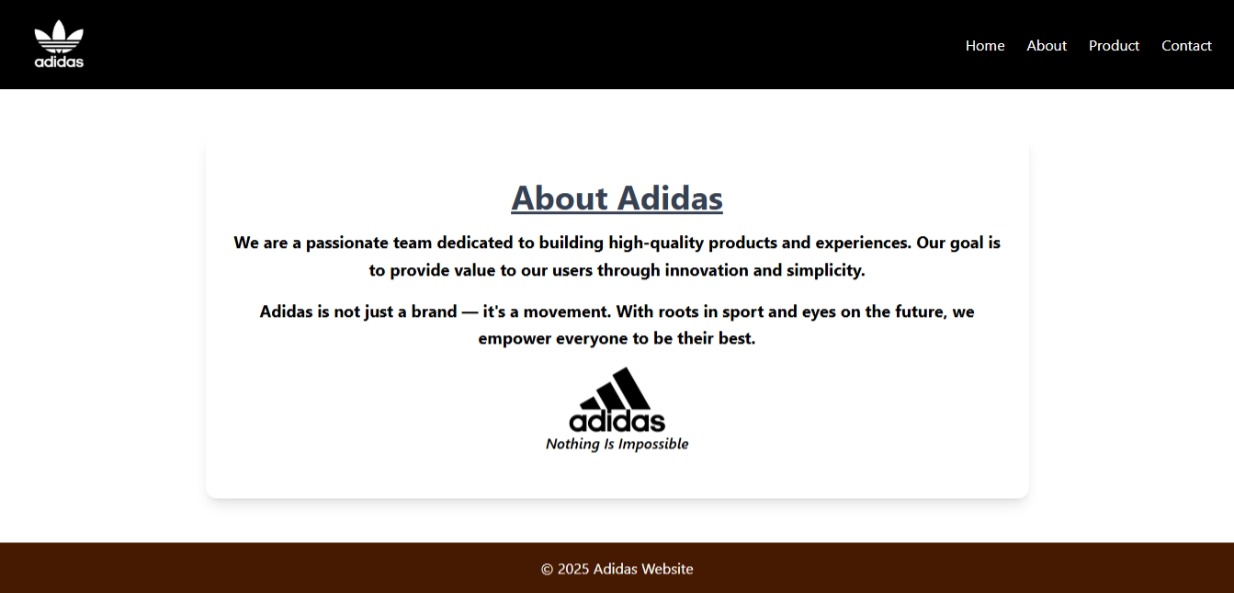 adidas
Home About Product Contact
About Adidas
We are a passionate team dedicated to building high-quality products and experiences. Our goal is
to provide value to our users through innovation and simplicity.
Adidas is not just a brand — it's a movement. With roots in sport and eyes on the future, we
empower everyone to be their best.
adidas
Nothing Is Impossible
© 2025 Adidas Website